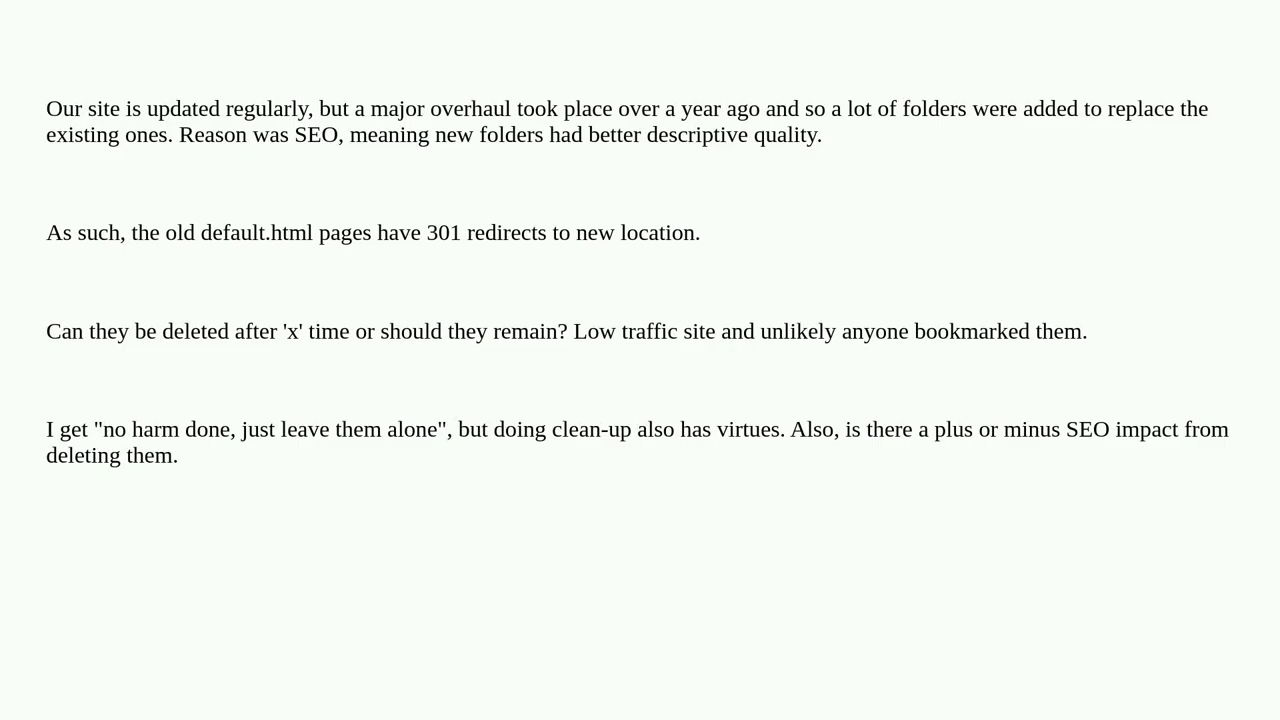 Our site is updated regularly, but a major overhaul took place over a year ago and so a lot of folders were added to replace the
existing ones. Reason was SEO, meaning new folders had better descriptive quality.
As such, the old default.html pages have 301 redirects to new location.
Can they be deleted after 'x' time or should they remain? Low traffic site and unlikely anyone bookmarked them.
I get "no harm done, just leave them alone", but doing clean-up also has virtues. Also, is there a plus or minus SEO impact from
deleting them.